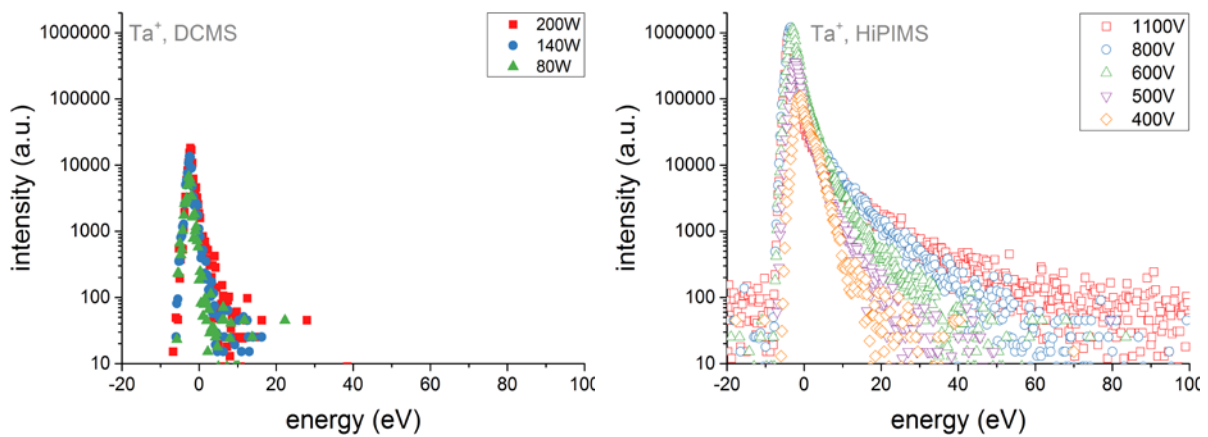 Ta+, DCMS
200W
140W
80W
intensity (a.u.)
1000000
100000
10000
1000
100
10
-20
0
20
40
60
80
100
energy (eV)
Ta+, HiPIMS
1100V
800V
600V
500V
400V
intensity (a.u.)
1000000
100000
10000
1000
100
10
-20
0
20
40
60
80
100
energy (eV)